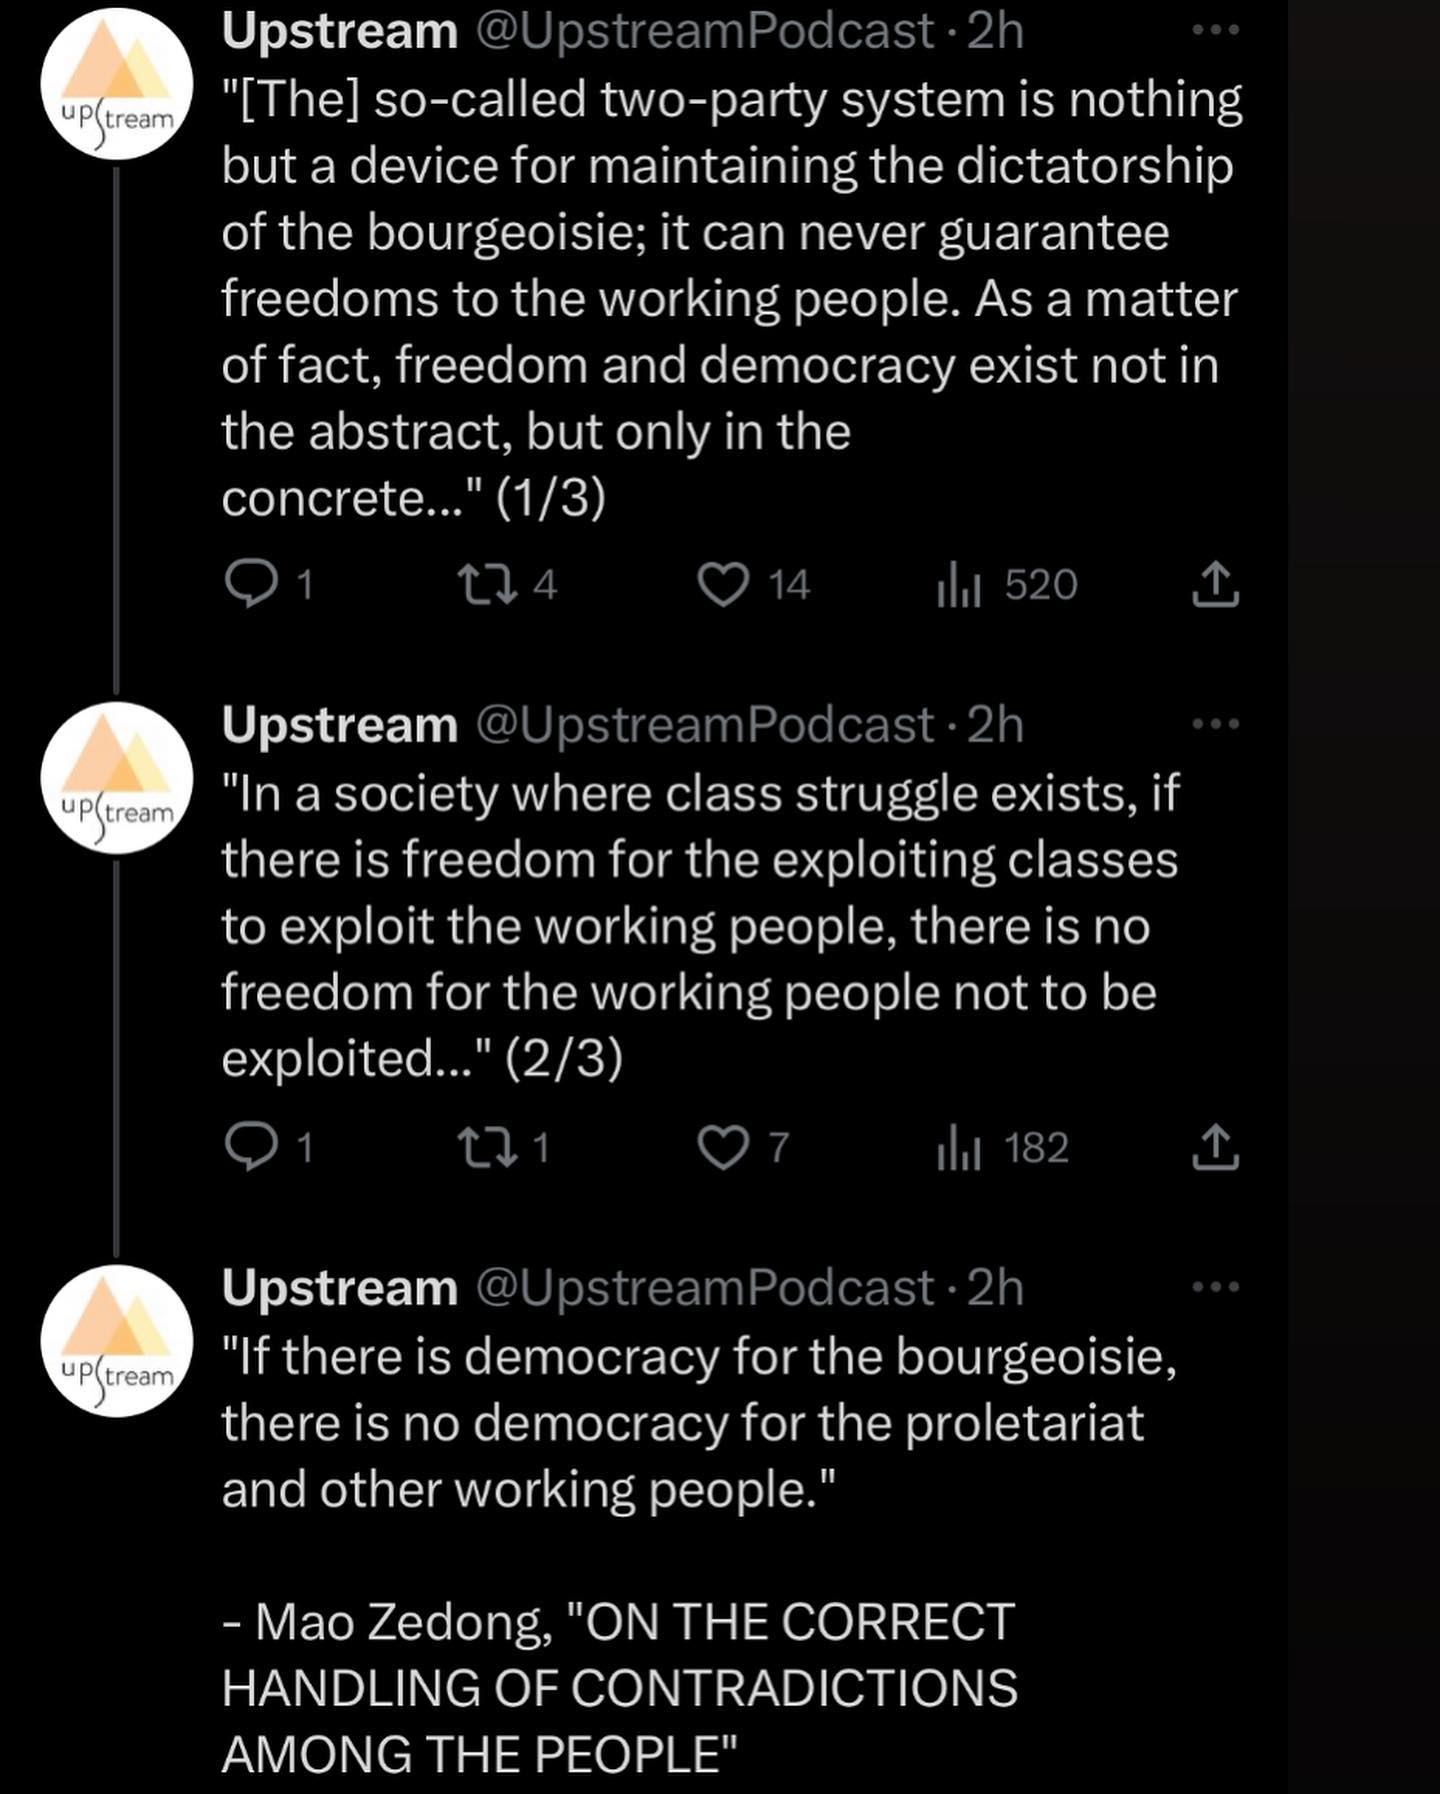 Upstream @UpstreamPodcast · 2h
upstream
"[The] so-called two-party system is nothing
but a device for maintaining the dictatorship
of the bourgeoisie; it can never guarantee
freedoms to the working people. As a matter
of fact, freedom and democracy exist not in
the abstract, but only in the
concrete..." (1/3)
1 4 14 520
Upstream @UpstreamPodcast · 2h
upstream
"In a society where class struggle exists, if
there is freedom for the exploiting classes
to exploit the working people, there is no
freedom for the working people not to be
exploited..." (2/3)
1 1 7 182
Upstream @UpstreamPodcast · 2h
upstream
"If there is democracy for the bourgeoisie,
there is no democracy for the proletariat
and other working people."
- Mao Zedong, "ON THE CORRECT
HANDLING OF CONTRADICTIONS
AMONG THE PEOPLE"